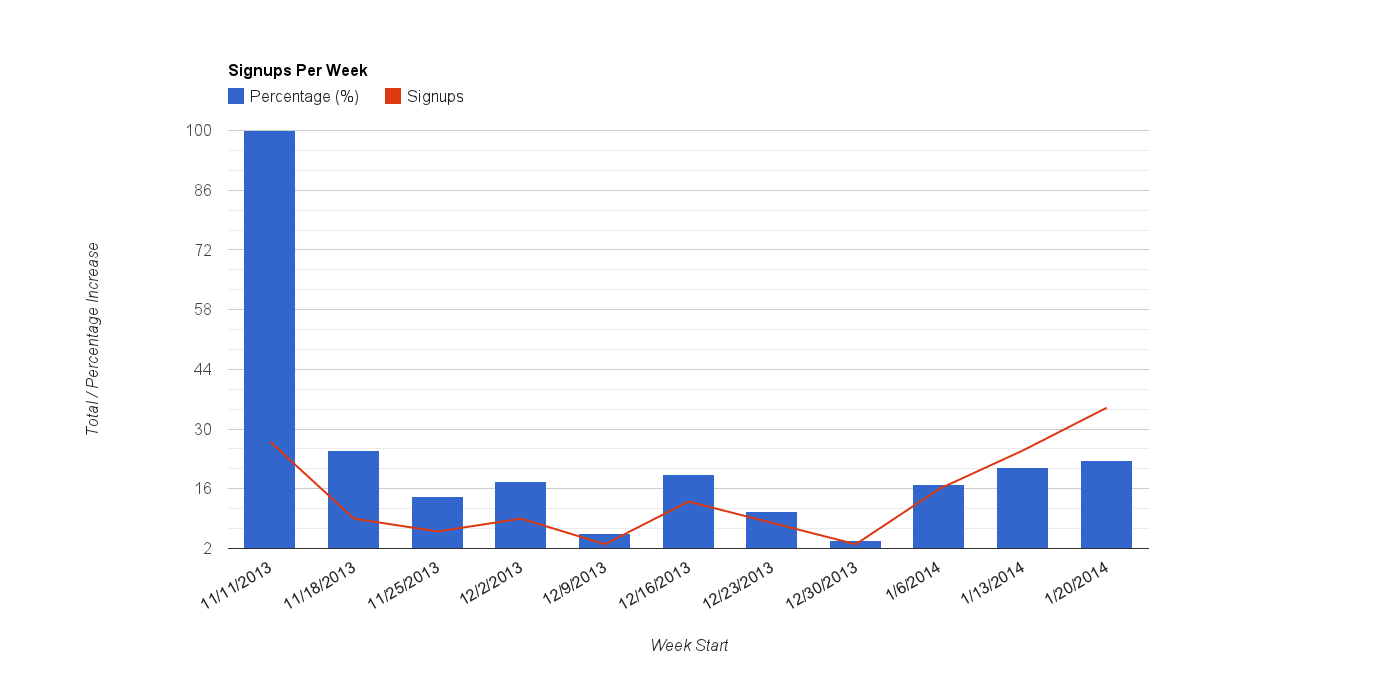 Signups Per Week
Percentage (%) Signups
100
86
72
58
44
30
16
2
Total / Percentage Increase
11/11/2013 11/18/2013 11/25/2013 12/2/2013 12/9/2013 12/16/2013 12/23/2013 12/30/2013 1/6/2014 1/13/2014 1/20/2014
Week Start